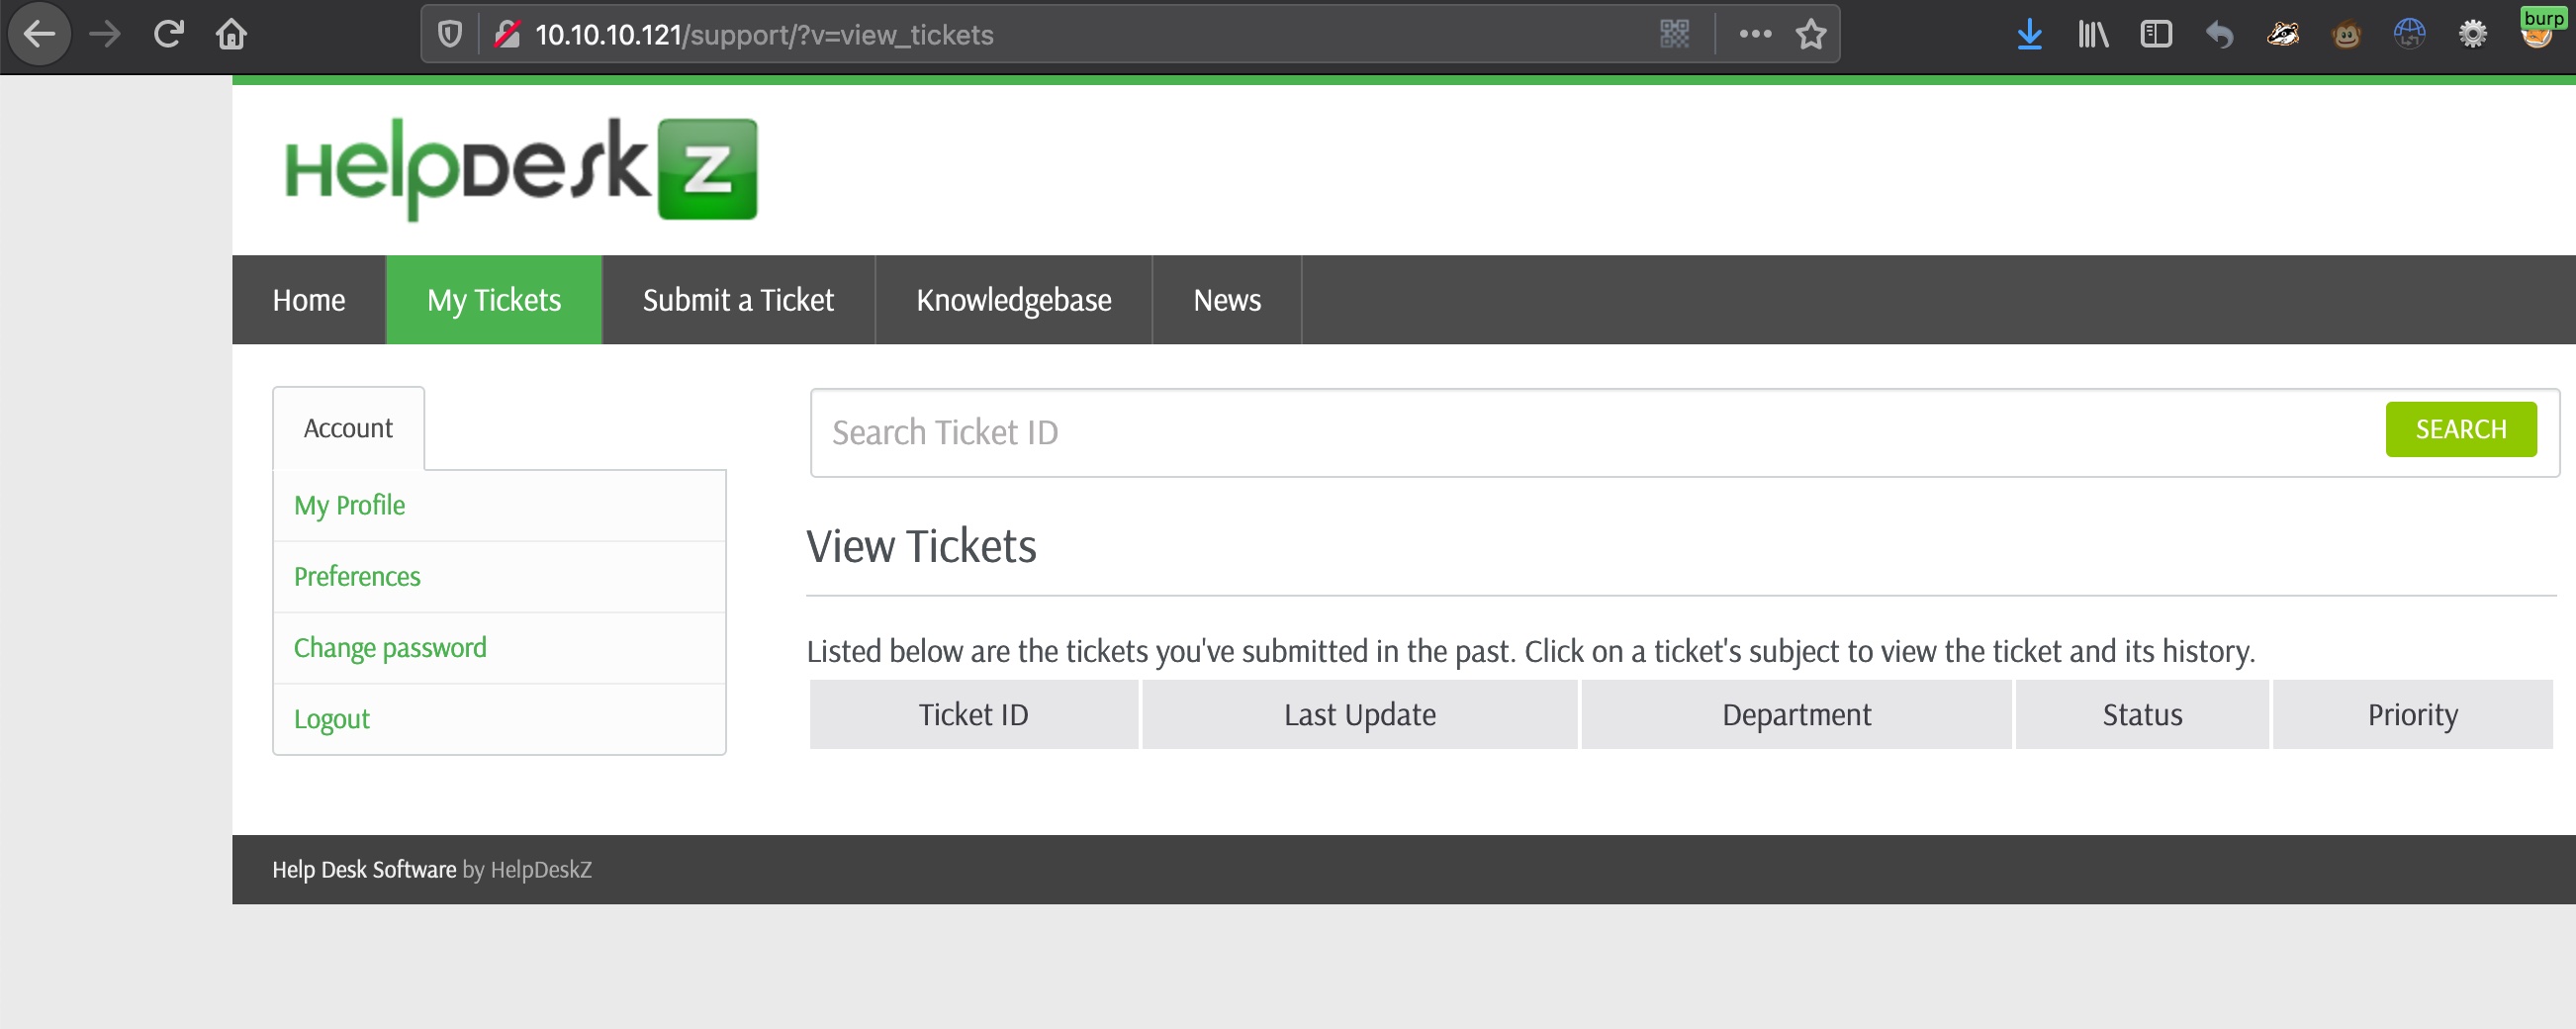 10.10.10.121/support/?v=view_tickets
burp
HelpDesk Z
Home My Tickets Submit a Ticket Knowledgebase News
Account
My Profile
Preferences
Change password
Logout
Search Ticket ID SEARCH
View Tickets
Listed below are the tickets you've submitted in the past. Click on a ticket's subject to view the ticket and its history.
Ticket ID Last Update Department Status Priority
Help Desk Software by HelpDeskZ